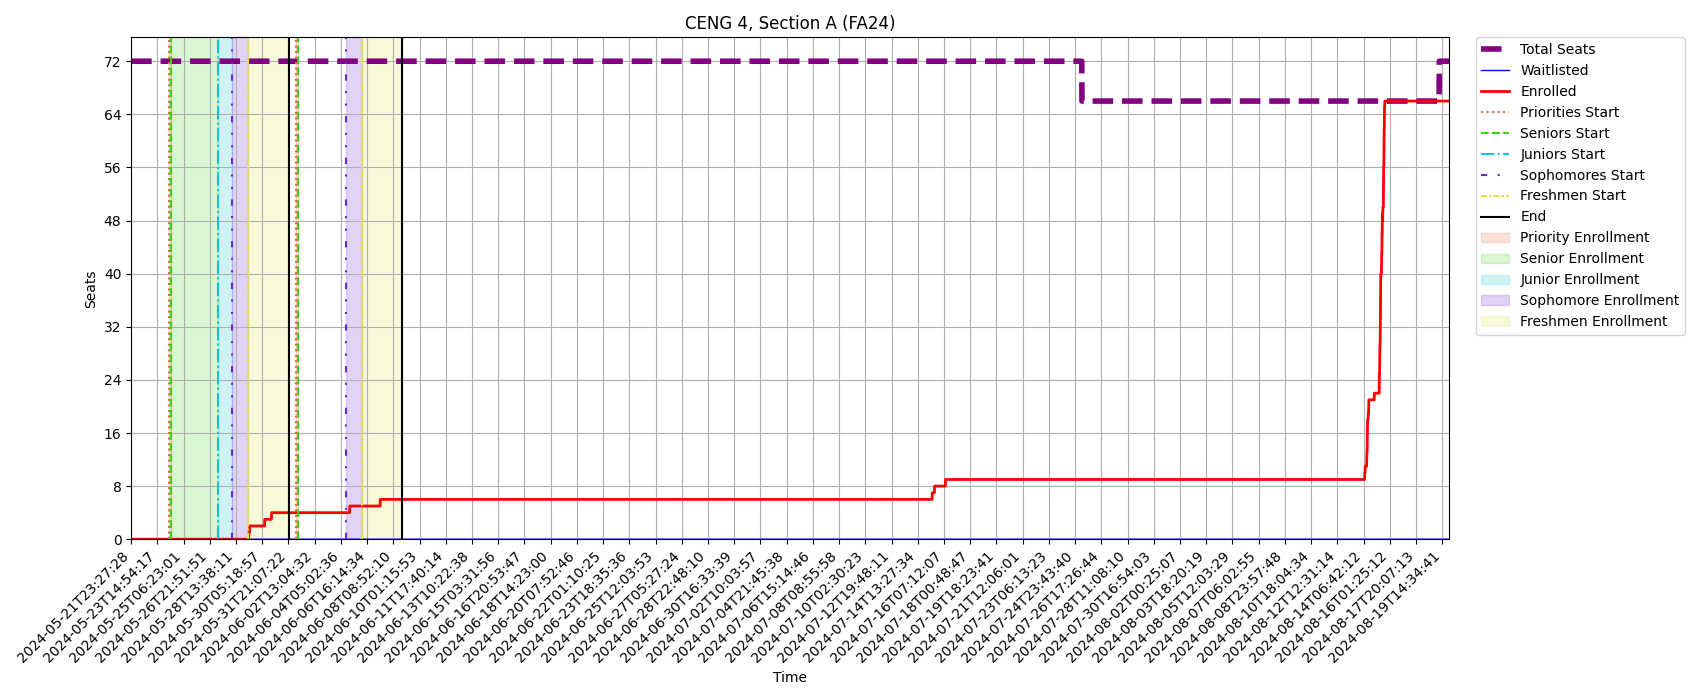 CENG 4, Section A (FA24)
Seats
72
64
56
48
40
32
24
16
8
0
2024-05-21T23:27:28
2024-05-23T14:54:17
2024-05-25T06:23:01
2024-05-26T21:51:51
2024-05-28T13:38:11
2024-05-30T05:18:57
2024-05-31T21:07:22
2024-06-02T13:04:32
2024-06-04T05:02:36
2024-06-06T16:14:34
2024-06-08T08:52:10
2024-06-10T01:15:53
2024-06-11T17:40:14
2024-06-13T10:22:38
2024-06-15T03:31:56
2024-06-16T20:53:47
2024-06-18T14:23:00
2024-06-20T07:52:46
2024-06-22T01:10:25
2024-06-23T18:35:36
2024-06-25T12:03:53
2024-06-27T05:27:24
2024-06-28T22:48:10
2024-06-30T16:33:39
2024-07-02T10:03:57
2024-07-04T21:45:38
2024-07-06T15:14:46
2024-07-08T08:55:58
2024-07-10T02:30:23
2024-07-12T19:48:11
2024-07-14T13:27:34
2024-07-16T07:12:07
2024-07-18T00:48:47
2024-07-19T18:23:41
2024-07-21T12:06:01
2024-07-23T06:13:23
2024-07-24T23:43:40
2024-07-26T17:26:44
2024-07-28T11:08:10
2024-07-30T16:54:03
2024-08-02T00:25:07
2024-08-03T18:20:19
2024-08-05T12:03:29
2024-08-07T06:02:55
2024-08-08T23:57:48
2024-08-10T18:04:34
2024-08-12T12:31:14
2024-08-14T06:42:12
2024-08-16T01:25:12
2024-08-17T20:07:13
2024-08-19T14:34:41
Time
Total Seats
Waitlisted
Enrolled
Priorities Start
Seniors Start
Juniors Start
Sophomores Start
Freshmen Start
End
Priority Enrollment
Senior Enrollment
Junior Enrollment
Sophomore Enrollment
Freshmen Enrollment